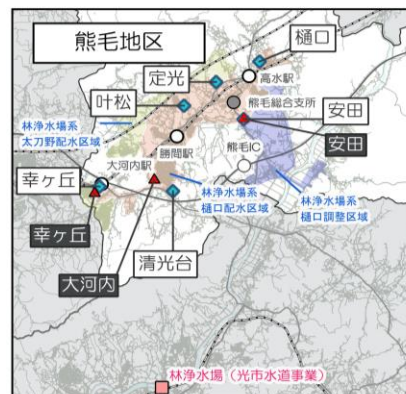 熊毛地区
樋口
定光
高水駅
叶松
熊毛総合支所
安田
林浄水場系
太刀野配水区域
勝間駅
安田
熊毛IC
大河内駅
幸ヶ丘
林浄水場系
樋口配水区域
林浄水場系
樋口調整区域
幸ヶ丘
清光台
大河内
林浄水場（光市水道事業）